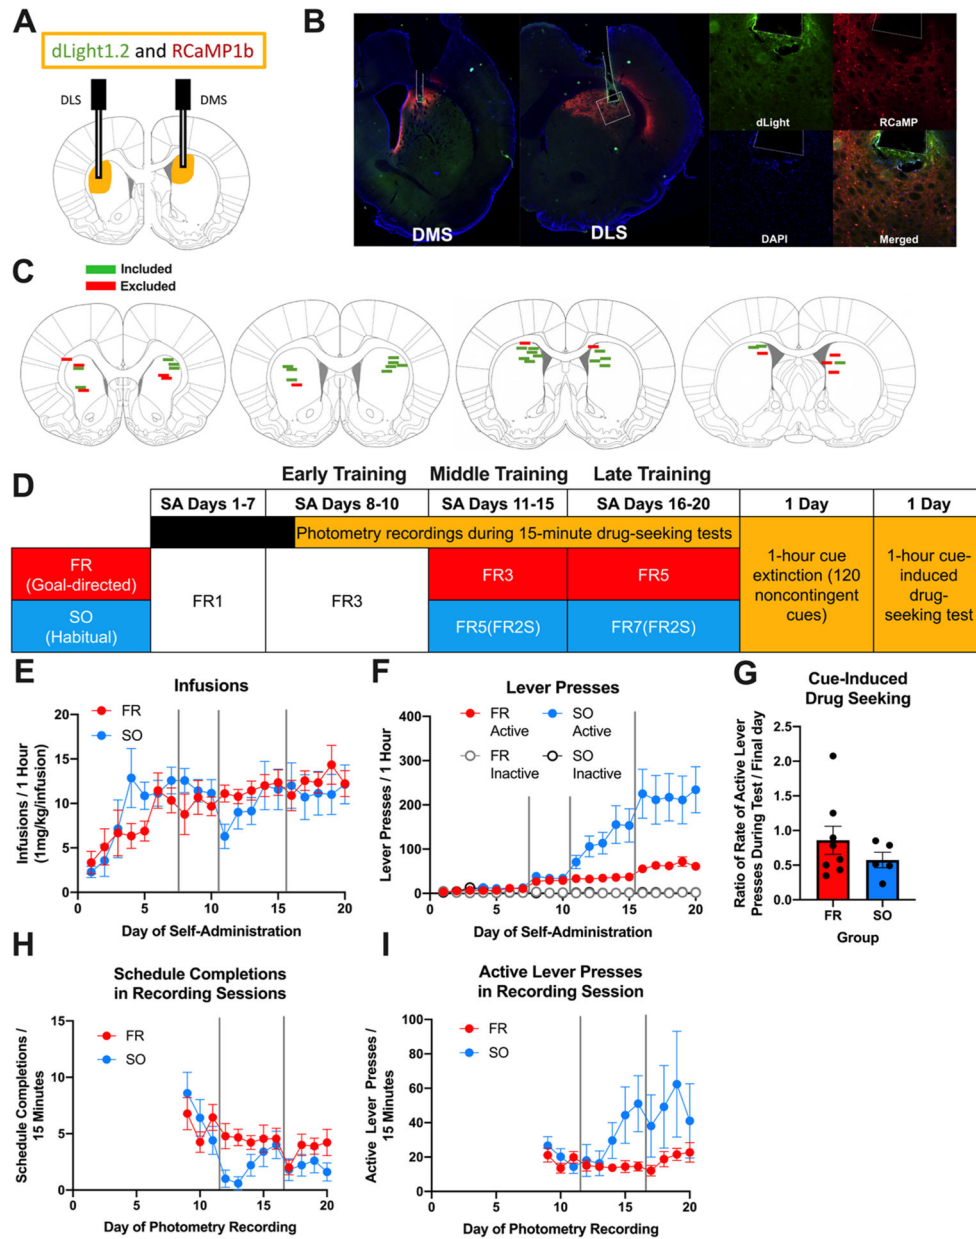 A
dLight1.2 and RCaMP1b
DLS
DMS
B
DMS
DLS
dLight
RCaMP
DAPI
Merged
C
Included
Excluded
D
Early Training
Middle Training
Late Training
SA Days 1-7
SA Days 8-10
SA Days 11-15
SA Days 16-20
1 Day
1 Day
Photometry recordings during 15-minute drug-seeking tests
FR
(Goal-directed)
SO
(Habitual)
FR1
FR3
FR3
FR5
FR5(FR2S)
FR7(FR2S)
1-hour cue
extinction (120
noncontingent
cues)
1-hour cue-
induced
drug-
seeking test
E
Infusions
FR
SO
Infusions / 1 Hour
(1mg/kg/infusion)
20
15
10
5
0
0
5
10
15
20
Day of Self-Administration
F
Lever Presses
FR
Active
SO
Active
FR
Inactive
SO
Inactive
Lever Presses / 1 Hour
400
300
200
100
0
0
5
10
15
20
Day of Self-Administration
G
Cue-Induced
Drug Seeking
Ratio of Rate of Active Lever
Presses During Test / Final day
2.5
2.0
1.5
1.0
0.5
0.0
FR
SO
Group
H
Schedule Completions
in Recording Sessions
FR
SO
Schedule Completions /
15 Minutes
15
10
5
0
0
5
10
15
20
Day of Photometry Recording
I
Active Lever Presses
in Recording Session
FR
SO
Active Lever Presses /
15 Minutes
100
80
60
40
20
0
0
5
10
15
20
Day of Photometry Recording